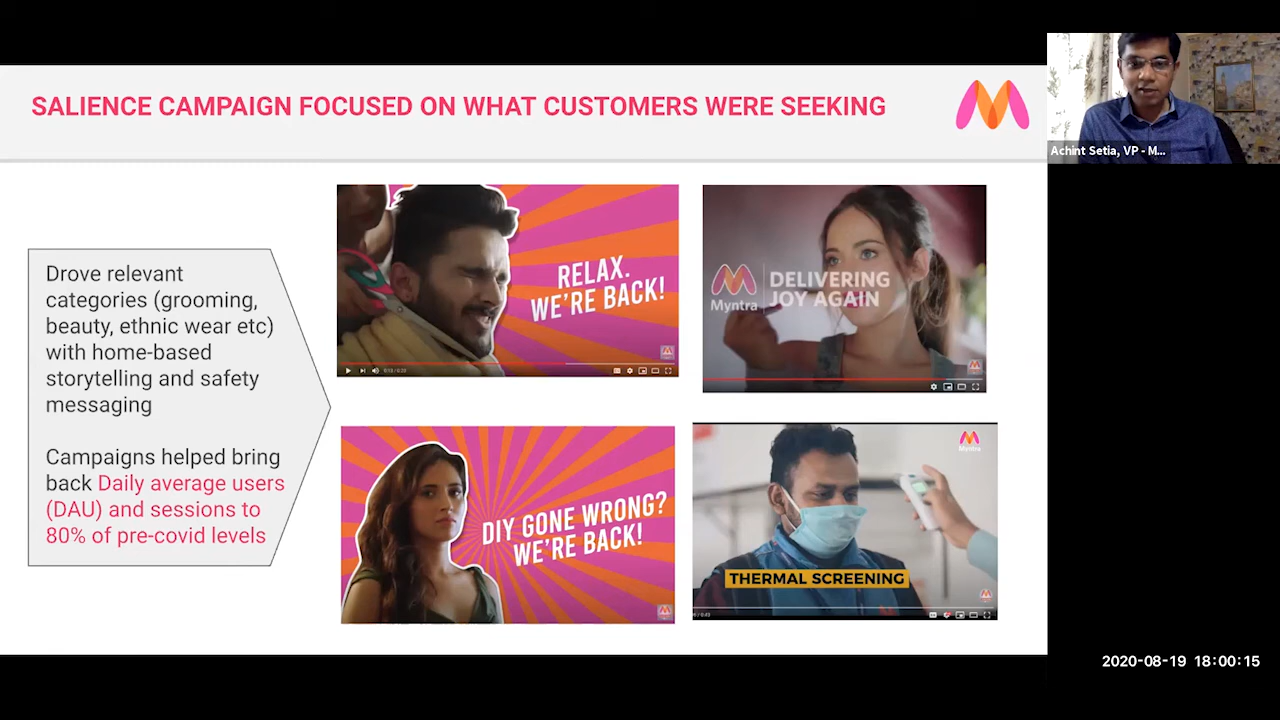 SALIENCE CAMPAIGN FOCUSED ON WHAT CUSTOMERS WERE SEEKING
Achint Setia, VP - M...
Drove relevant
categories (grooming,
beauty, ethnic wear etc)
with home-based
storytelling and safety
messaging
Campaigns helped bring
back Daily average users
(DAU) and sessions to
80% of pre-covid levels
RELAX.
WE'RE BACK!
Myntra
DELIVERING
JOY AGAIN
DIY GONE WRONG?
WE'RE BACK!
Myntra
THERMAL SCREENING
2020-08-19 18:00:15